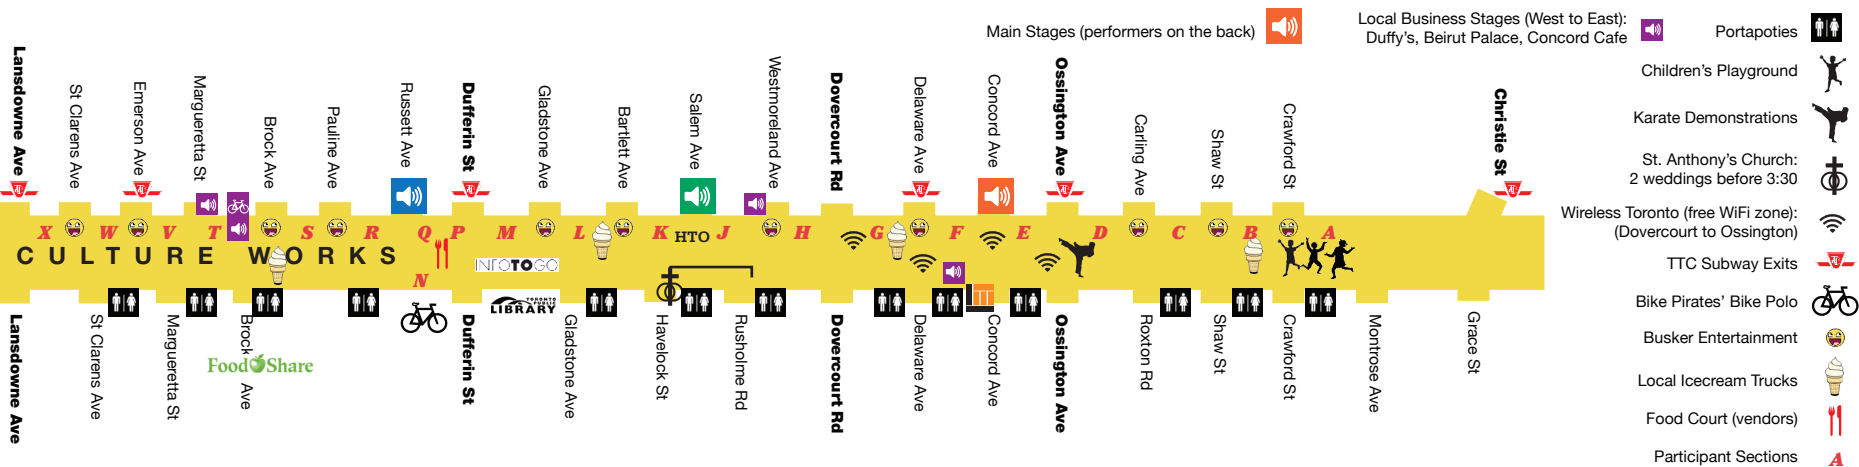 Main Stages (performers on the back)
Local Business Stages (West to East):
Duffy's, Beirut Palace, Concord Cafe
Portapoties
Children's Playground
Karate Demonstrations
St. Anthony's Church:
2 weddings before 3:30
Wireless Toronto (free WiFi zone):
(Dovercourt to Ossington)
TTC Subway Exits
Bike Pirates' Bike Polo
Busker Entertainment
Local Icecream Trucks
Food Court (vendors)
Participant Sections
A
Lansdowne Ave
St Clarens Ave
Emerson Ave
Margueretta St
Brock Ave
Pauline Ave
Russett Ave
Dufferin St
Gladstone Ave
Bartlett Ave
Salem Ave
Westmoreland Ave
Dovercourt Rd
Delaware Ave
Concord Ave
Ossington Ave
Carling Ave
Shaw St
Crawford St
Christie St
X W V T S R Q P M L K HTO J H G F E D C B A
CULTURE WORKS
N
INFOTOGO
TORONTO
PUBLIC
LIBRARY
Lansdowne Ave
St Clarens Ave
Margueretta St
Brock Ave
FoodShare
Dufferin St
Gladstone Ave
Havelock St
Rusholme Rd
Dovercourt Rd
Delaware Ave
Concord Ave
Ossington Ave
Roxton Rd
Shaw St
Crawford St
Montrose Ave
Grace St